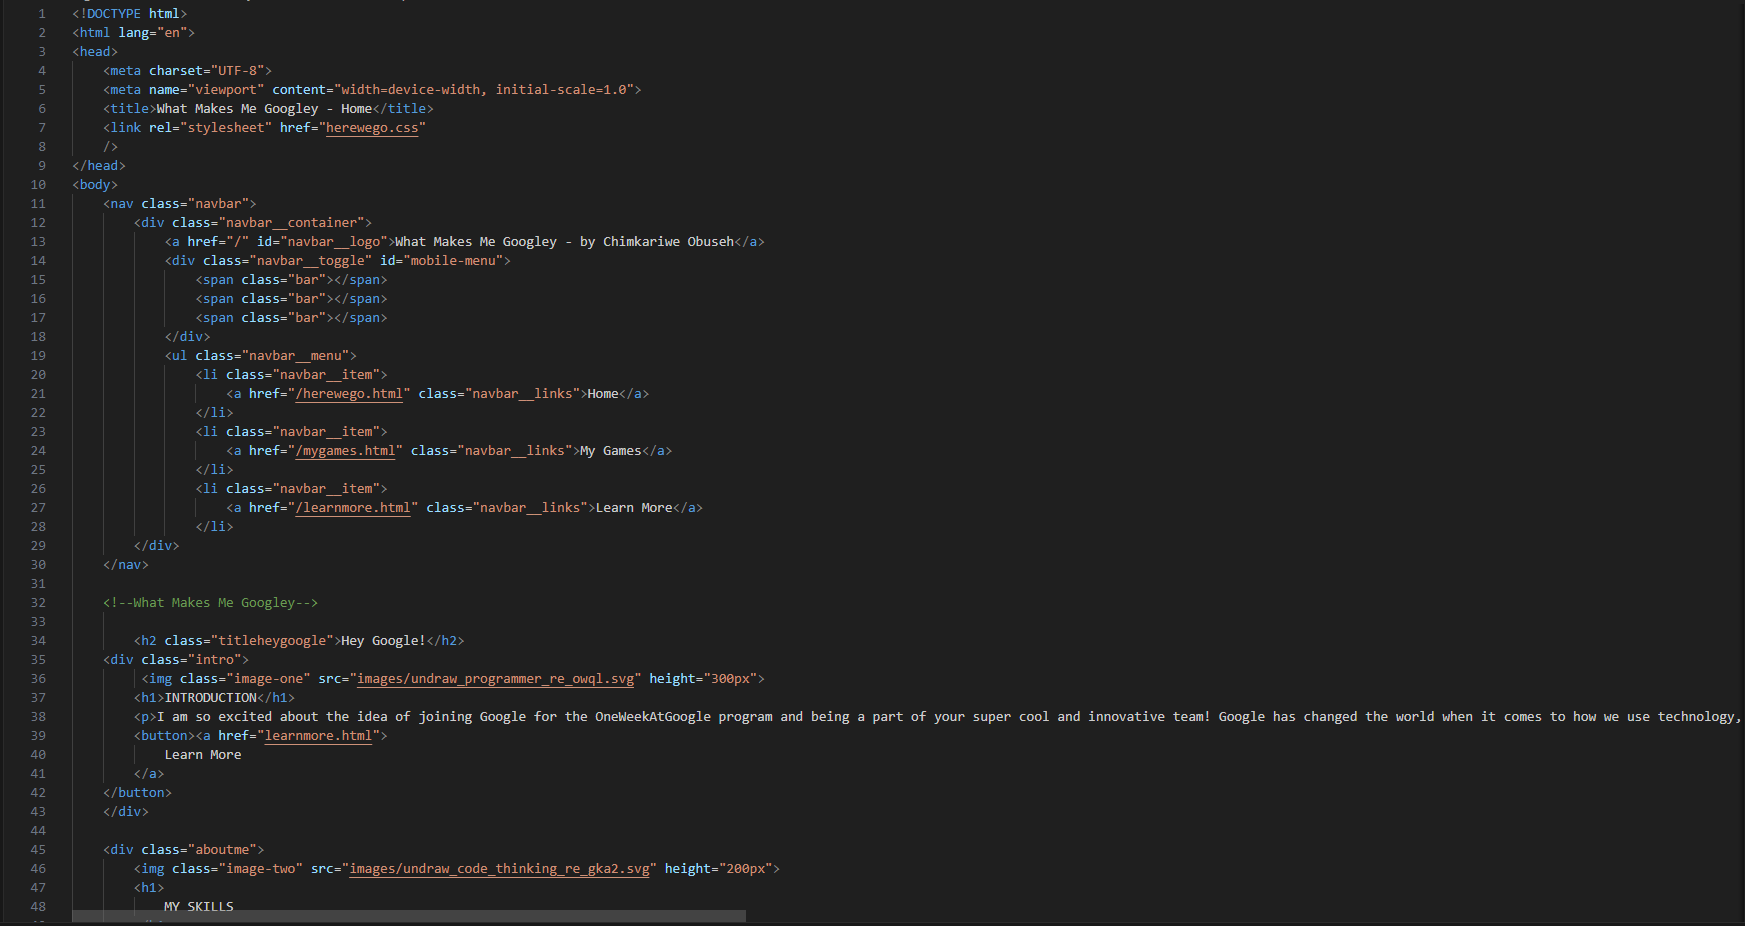 1 <!DOCTYPE html>
2 <html lang="en">
3 <head>
4 <meta charset="UTF-8">
5 <meta name="viewport" content="width=device-width, initial-scale=1.0">
6 <title>What Makes Me Googley - Home</title>
7 <link rel="stylesheet" href="herewego.css"
8 />
9 </head>
10 <body>
11 <nav class="navbar">
12 <div class="navbar__container">
13 <a href="/" id="navbar__logo">What Makes Me Googley - by Chimkariwe Obuseh</a>
14 <div class="navbar__toggle" id="mobile-menu">
15 <span class="bar"></span>
16 <span class="bar"></span>
17 <span class="bar"></span>
18 </div>
19 <ul class="navbar__menu">
20 <li class="navbar__item">
21 <a href="/herewego.html" class="navbar__links">Home</a>
22 </li>
23 <li class="navbar__item">
24 <a href="/mygames.html" class="navbar__links">My Games</a>
25 </li>
26 <li class="navbar__item">
27 <a href="/learnmore.html" class="navbar__links">Learn More</a>
28 </li>
29 </div>
30 </nav>
31
32 <!--What Makes Me Googley-->
33
34 <h2 class="titleheygoogle">Hey Google!</h2>
35 <div class="intro">
36 <img class="image-one" src="images/undraw_programmer_re_owql.svg" height="300px">
37 <h1>INTRODUCTION</h1>
38 <p>I am so excited about the idea of joining Google for the OneWeekAtGoogle program and being a part of your super cool and innovative team! Google has changed the world when it comes to how we use technology,
39 <button><a href="learnmore.html">
40 Learn More
41 </a>
42 </button>
43 </div>
44
45 <div class="aboutme">
46 <img class="image-two" src="images/undraw_code_thinking_re_gka2.svg" height="200px">
47 <h1>
48 MY SKILLS